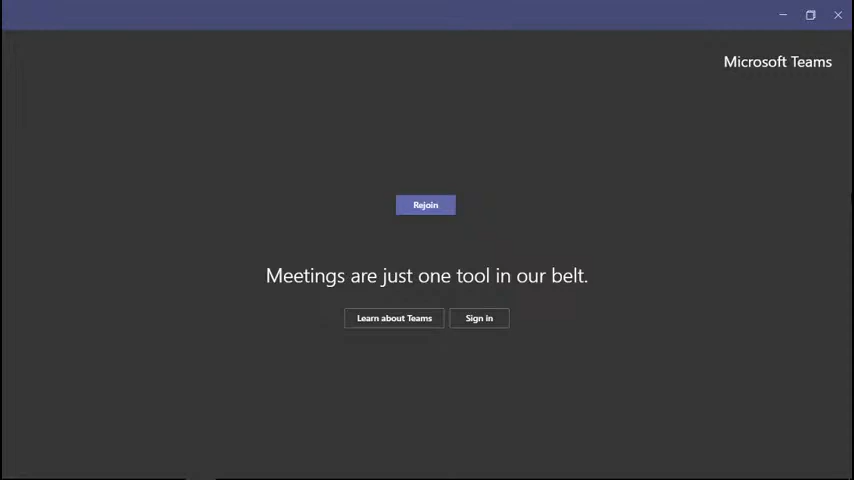 Microsoft Teams
Rejoin
Meetings are just one tool in our belt.
Learn about Teams
Sign in